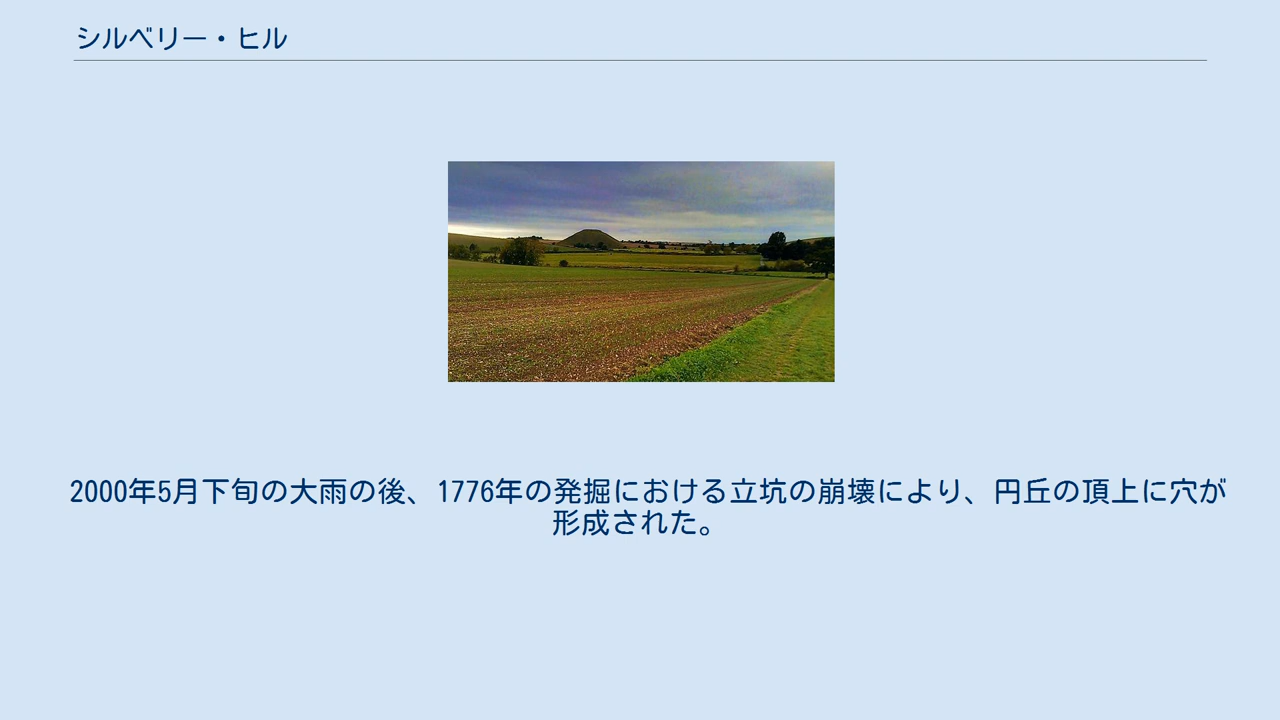 シルベリー・ヒル
2000年5月下旬の大雨の後、1776年の発掘における立坑の崩壊により、円丘の頂上に穴が
形成された。